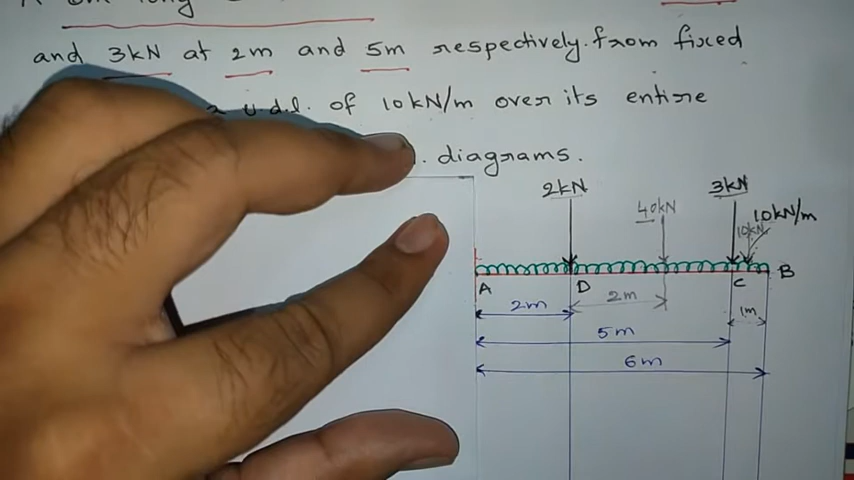 long
and 3kN at 2m and 5m respectively. from fixed
u.d.l. of 10kN/m over its entire
. diagrams.
2kN
40kN
3kN
10kN/m
10kN
A
D
C
B
2m
2m
1m
5m
6m